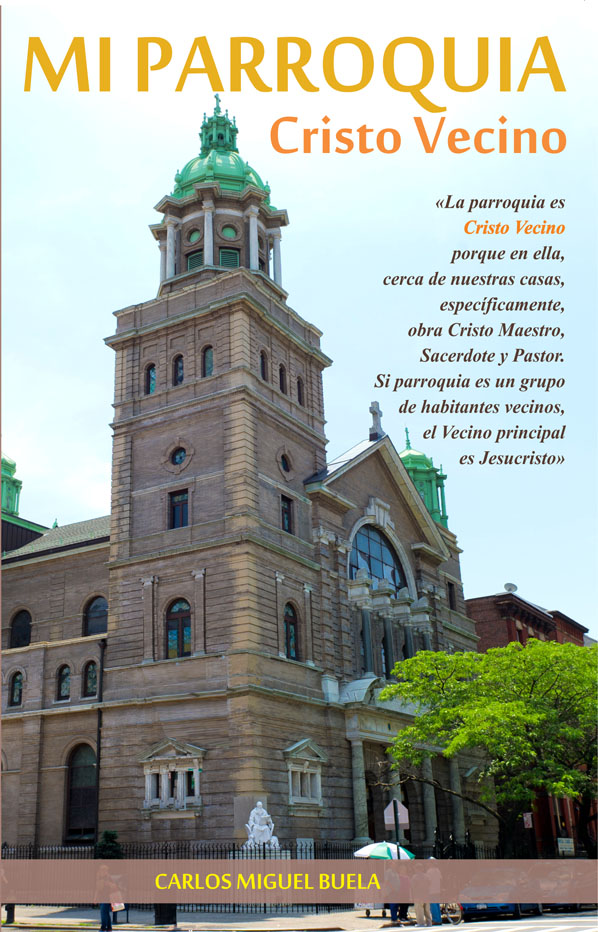 MI PARROQUIA
Cristo Vecino
«La parroquia es
Cristo Vecino
porque en ella,
cerca de nuestras casas,
específicamente,
obra Cristo Maestro,
Sacerdote y Pastor.
Si parroquia es un grupo
de habitantes vecinos,
el Vecino principal
es Jesucristo»
CARLOS MIGUEL BUELA